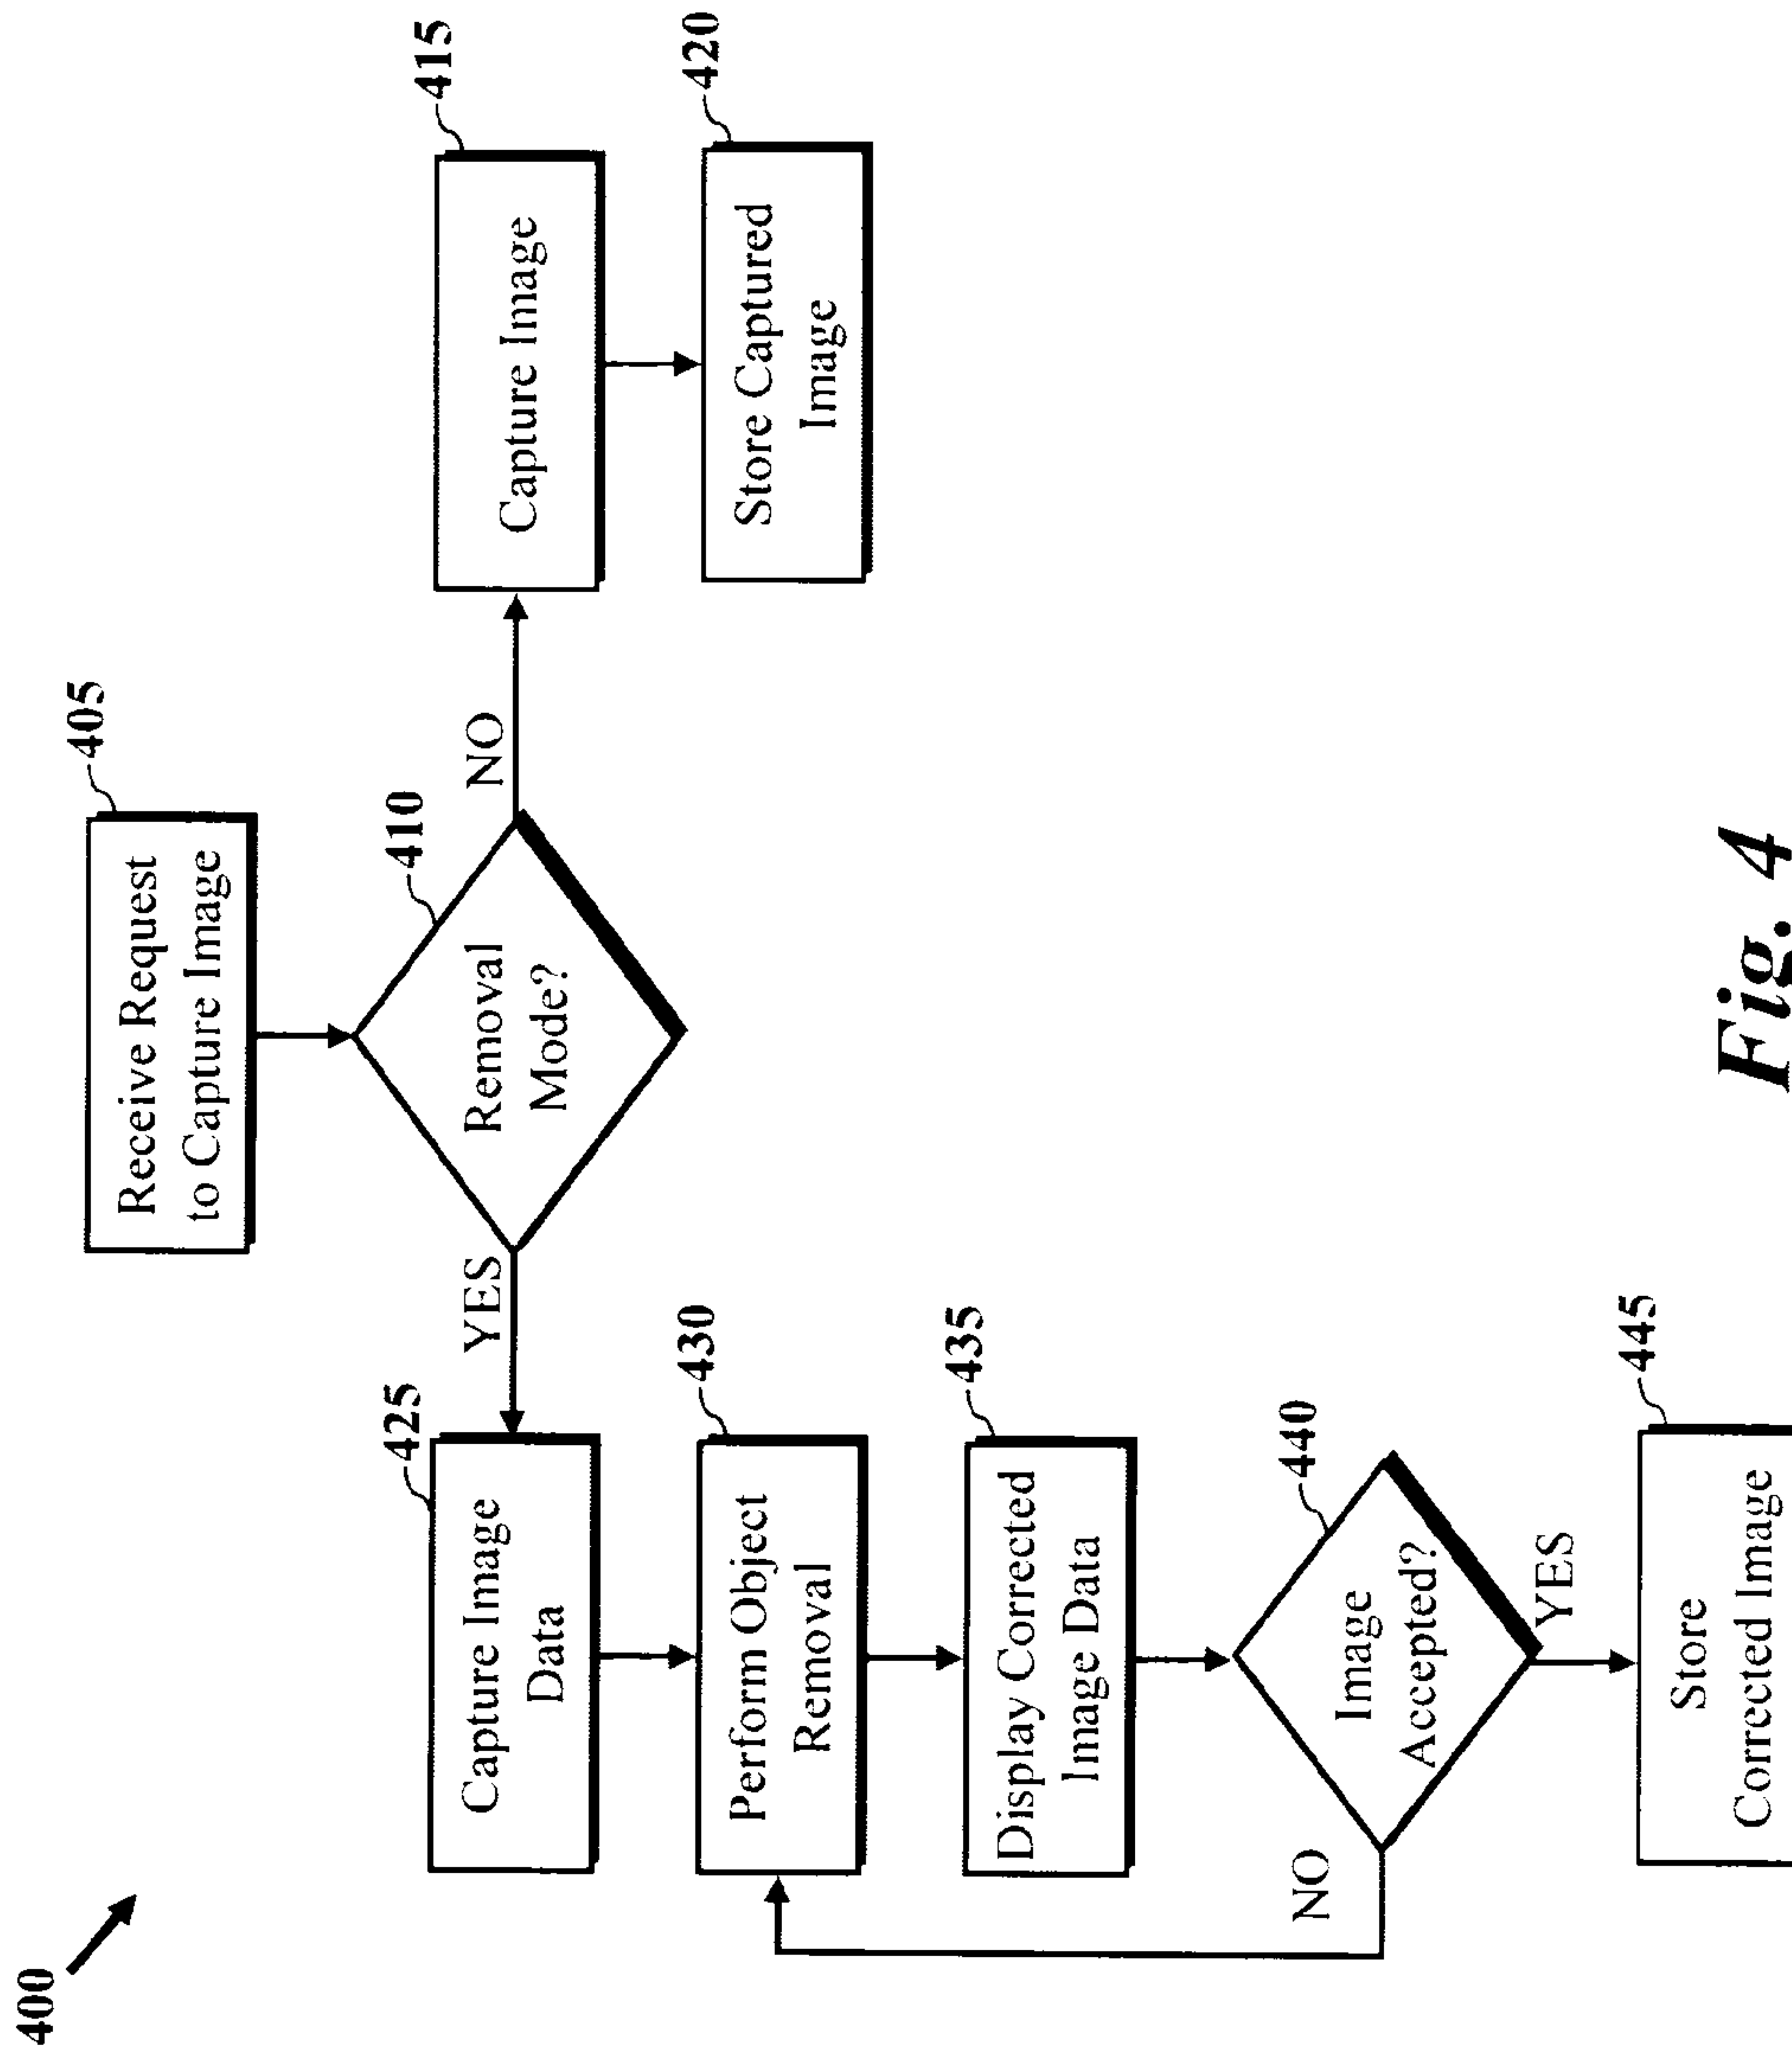 400
405
Receive Request
to Capture Image
410
Removal
Mode?
NO
415
Capture Image
420
Store Captured
Image
YES
425
Capture Image
Data
430
Perform Object
Removal
435
Display Corrected
Image Data
440
Image
Accepted?
NO
YES
445
Store
Corrected Image
Fig. 4